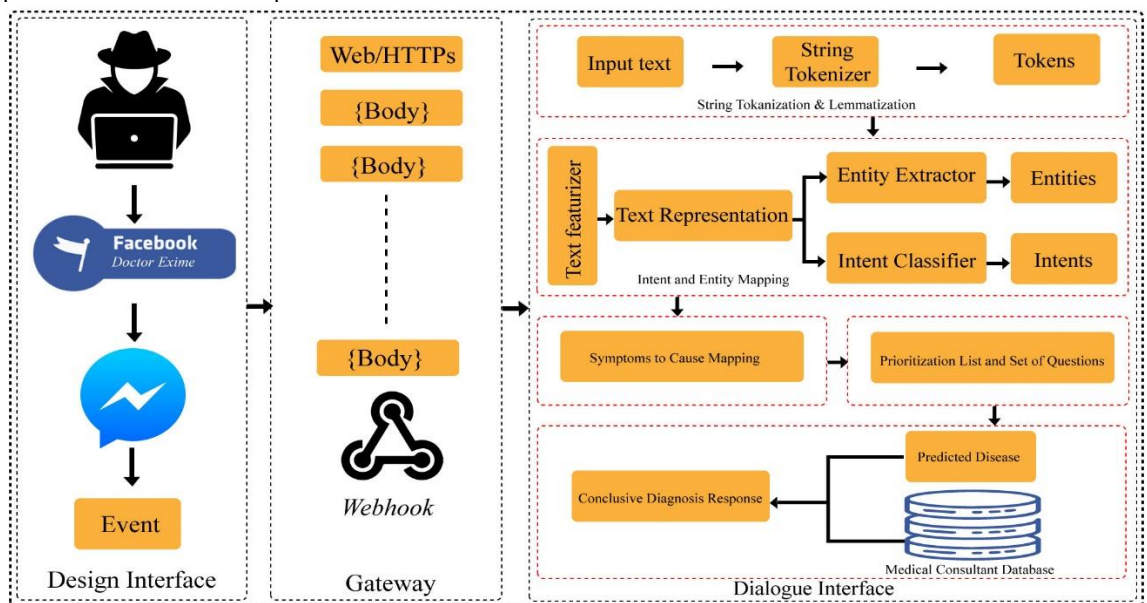 Facebook
Doctor Exime
Event
Design Interface
Web/HTTPs
{Body}
{Body}
{Body}
Webhook
Gateway
Input text
String
Tokenizer
Tokens
String Tokanization & Lemmatization
Text featurizer
Text Representation
Entity Extractor
Entities
Intent Classifier
Intents
Intent and Entity Mapping
Symptoms to Cause Mapping
Prioritization List and Set of Questions
Predicted Disease
Conclusive Diagnosis Response
Medical Consultant Database
Dialogue Interface